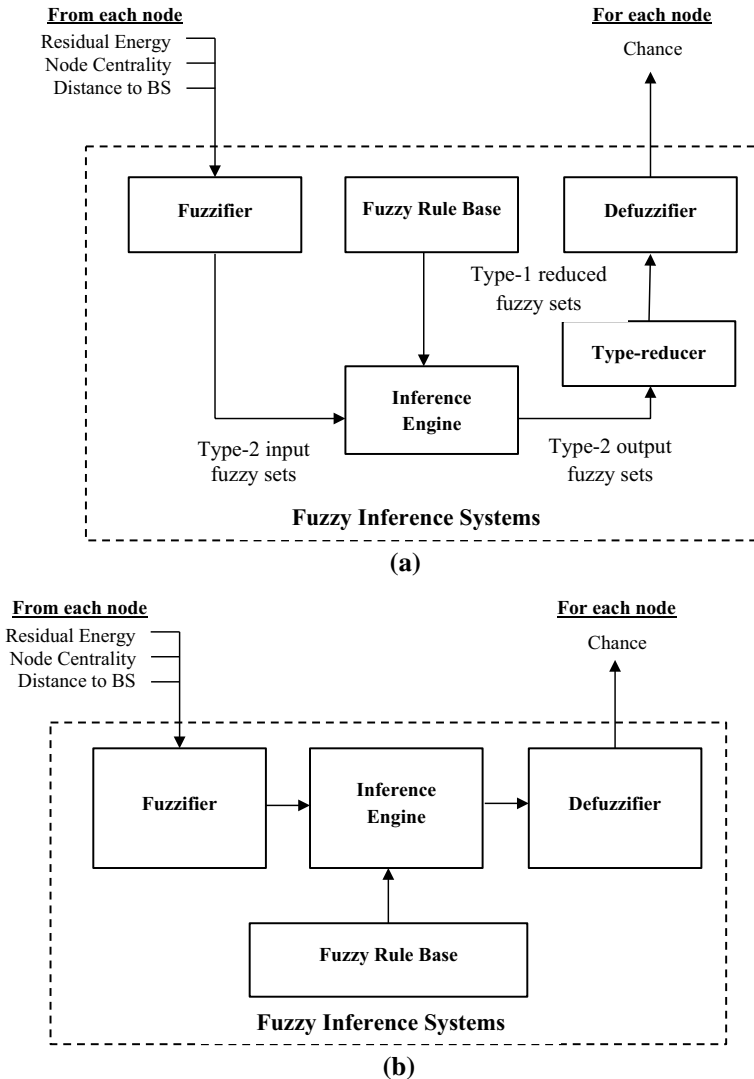 From each node
Residual Energy
Node Centrality
Distance to BS
For each node
Chance
Fuzzifier
Fuzzy Rule Base
Defuzzifier
Type-1 reduced
fuzzy sets
Type-reducer
Inference
Engine
Type-2 input
fuzzy sets
Type-2 output
fuzzy sets
Fuzzy Inference Systems
(a)
From each node
Residual Energy
Node Centrality
Distance to BS
For each node
Chance
Fuzzifier
Inference
Engine
Defuzzifier
Fuzzy Rule Base
Fuzzy Inference Systems
(b)